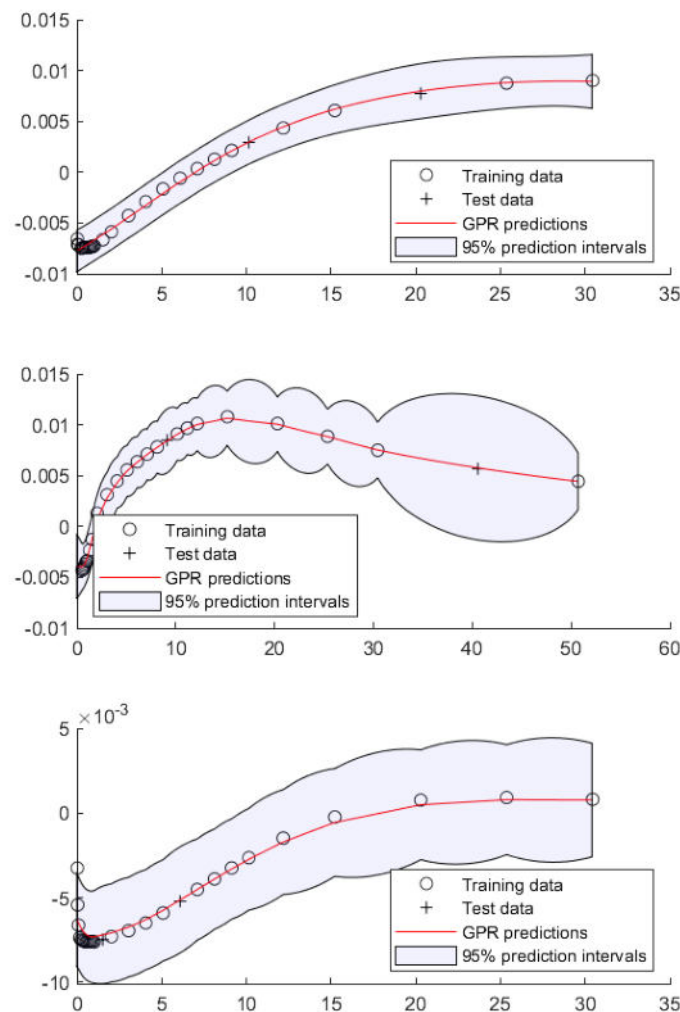 0.015
0.01
0.005
0
-0.005
-0.01
Training data
Test data
GPR predictions
95% prediction intervals
0 5 10 15 20 25 30 35
0.015
0.01
0.005
0
-0.005
-0.01
Training data
Test data
GPR predictions
95% prediction intervals
0 10 20 30 40 50 60
×10⁻³
5
0
-5
-10
Training data
Test data
GPR predictions
95% prediction intervals
0 5 10 15 20 25 30 35